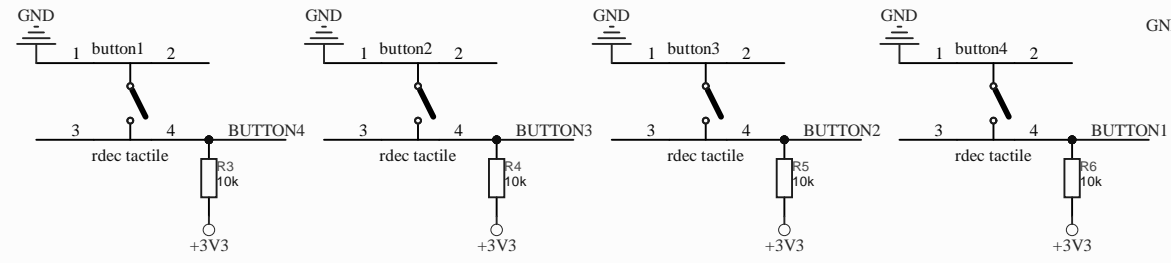 GND
1 button1 2
3 4 BUTTON4
rdec tactile
R3
10k
+3V3
GND
1 button2 2
3 4 BUTTON3
rdec tactile
R4
10k
+3V3
GND
1 button3 2
3 4 BUTTON2
rdec tactile
R5
10k
+3V3
GND
1 button4 2
3 4 BUTTON1
rdec tactile
R6
10k
+3V3
GN